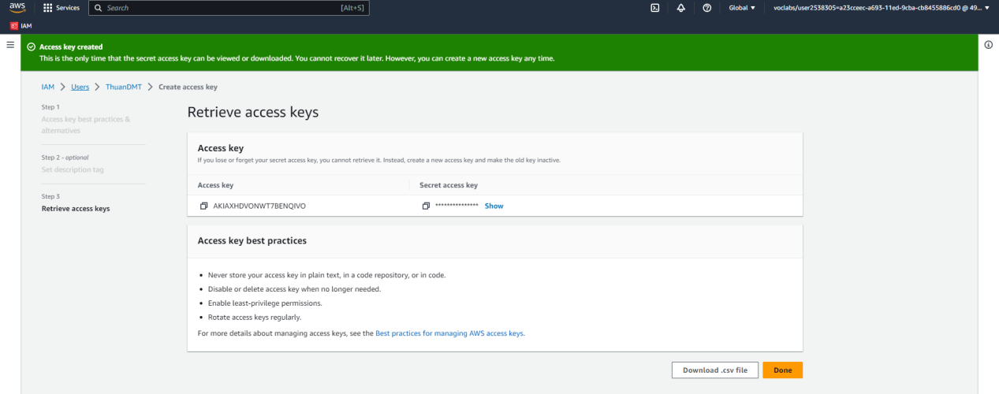 aws
Services
Search
[Alt+S]
Global
voclabs/user2538305=a23cceec-a693-11ed-9cba-cb8455886cd0 @ 49...
IAM
Access key created
This is the only time that the secret access key can be viewed or downloaded. You cannot recover it later. However, you can create a new access key any time.
IAM > Users > ThuanDMT > Create access key
Step 1
Access key best practices &
alternatives
Step 2 - optional
Set description tag
Step 3
Retrieve access keys
Retrieve access keys
Access key
If you lose or forget your secret access key, you cannot retrieve it. Instead, create a new access key and make the old key inactive.
Access key
Secret access key
AKIAXHDVONWT7BENQIVO
*************** Show
Access key best practices
• Never store your access key in plain text, in a code repository, or in code.
• Disable or delete access key when no longer needed.
• Enable least-privilege permissions.
• Rotate access keys regularly.
For more details about managing access keys, see the Best practices for managing AWS access keys.
Download .csv file
Done